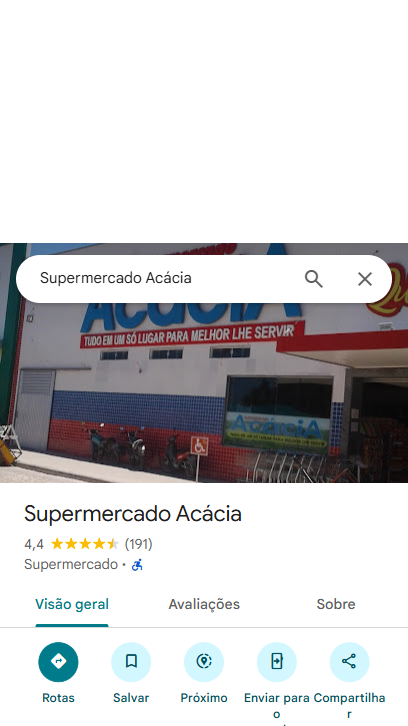 Supermercado Acácia
Acácia
TUDO EM UM SÓ LUGAR PARA MELHOR LHE SERVIR
ACÁCIA
Supermercado Acácia
4,4 (191)
Supermercado ·
Visão geral Avaliações Sobre
Rotas Salvar Próximo Enviar para Compartilha
o r